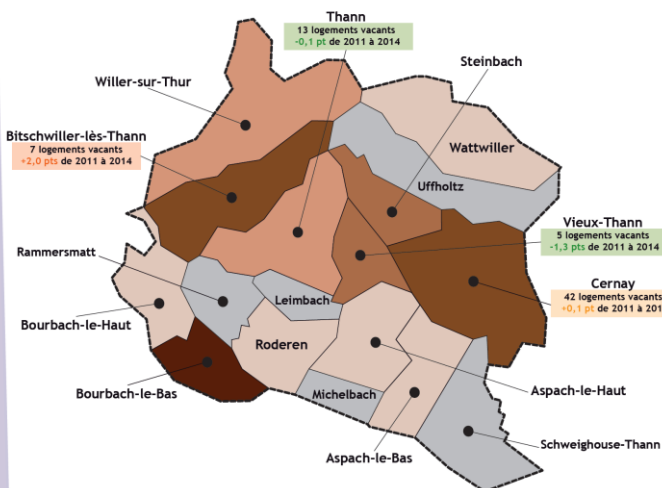 Thann
13 logements vacants
-0,1 pt de 2011 à 2014
Steinbach
Willer-sur-Thur
Bitschwiller-lès-Thann
7 logements vacants
+2,0 pts de 2011 à 2014
Wattwiller
Uffholtz
Vieux-Thann
5 logements vacants
-1,3 pts de 2011 à 2014
Rammersmatt
Cernay
42 logements vacants
+0,1 pt de 2011 à 201
Leimbach
Bourbach-le-Haut
Roderen
Bourbach-le-Bas
Michelbach
Aspach-le-Haut
Aspach-le-Bas
Schweighouse-Thann